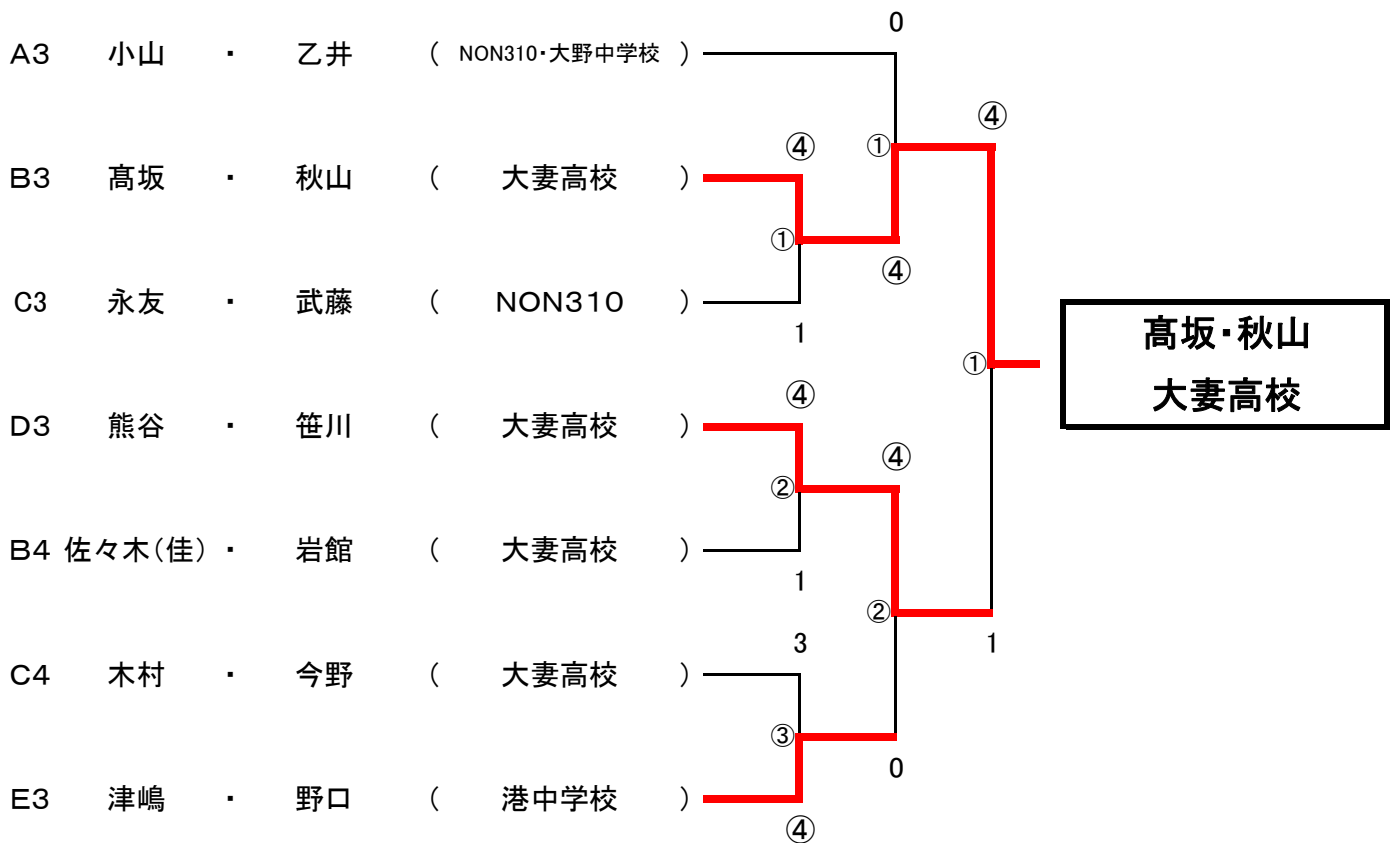 0
A3 小山 ・ 乙井 ( NON310・大野中学校 )
④
④ ①
B3 髙坂 ・ 秋山 ( 大妻高校 )
①
④
C3 永友 ・ 武藤 ( NON310 )
1
髙坂・秋山
①
大妻高校
④
D3 熊谷 ・ 笹川 ( 大妻高校 )
④
②
B4 佐々木(佳) ・ 岩館 ( 大妻高校 )
1
②
3 1
C4 木村 ・ 今野 ( 大妻高校 )
③
0
E3 津嶋 ・ 野口 ( 港中学校 )
④